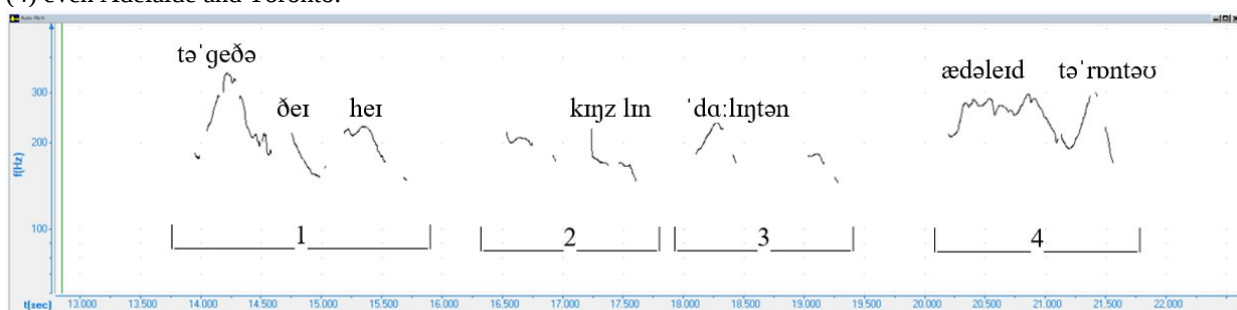 (4) even Adelaide and Toronto.
Auto Pitch
təˈɡeðə
ðeɪ
heɪ
kɪŋz lɪn
ˈdɑːlɪŋtən
ædəleɪd
təˈrɒntəʊ
300
200
100
f(Hz)
1
2
3
4
t[sec] 13.000 13.500 14.000 14.500 15.000 15.500 16.000 16.500 17.000 17.500 18.000 18.500 19.000 19.500 20.000 20.500 21.000 21.500 22.000